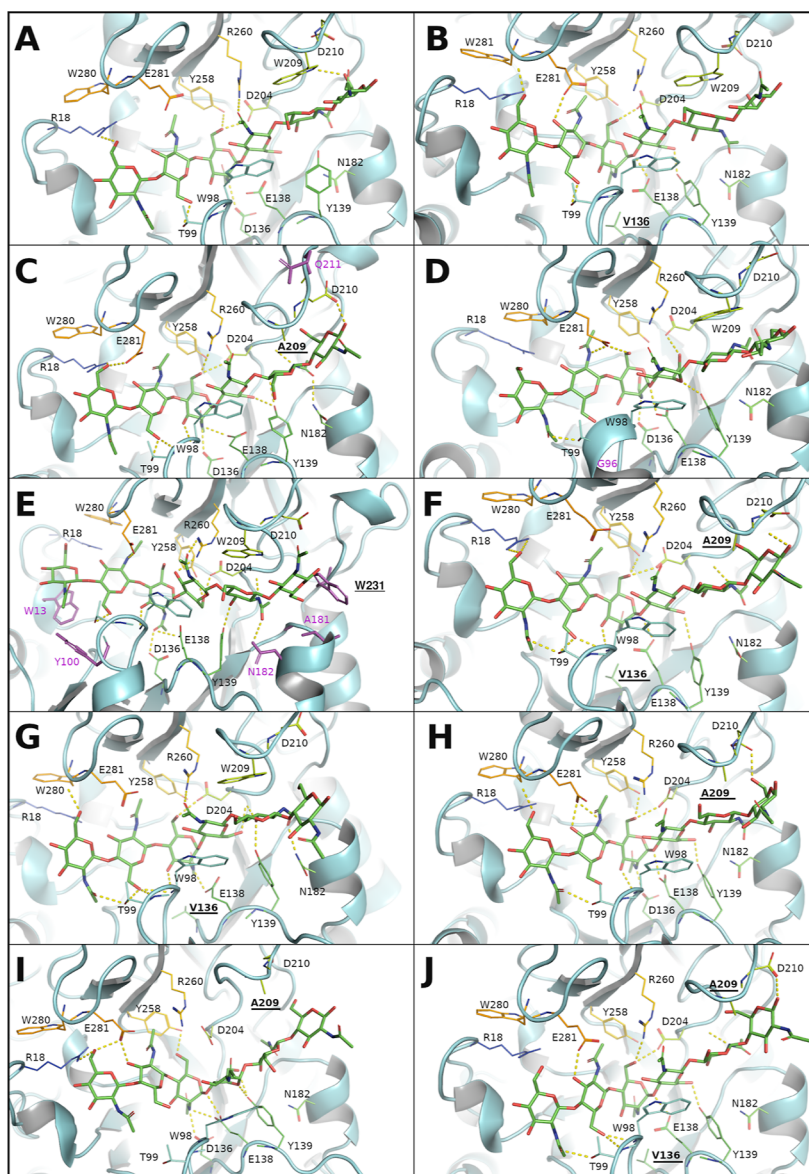 A
R260
D210
W209
W280
E281
Y258
D204
R18
N182
W98
E138
T99
D136
Y139
B
R260
D210
W281
Y258
E281
W209
D204
R18
N182
W98
E138
T99
V136
Y139
C
Q211
D210
R260
W280
Y258
E281
D204
A209
R18
N182
W98
E138
T99
D136
Y139
D
D210
R260
Y258
W280
D204
E281
W209
R18
N182
W98
T99
D136
Y139
G96
E138
E
W280
R260
D210
R18
E281
W209
Y258
D204
W231
W13
A181
E138
Y100
D136
N182
Y139
F
D210
W280
R260
E281
Y258
A209
R18
D204
W98
N182
T99
V136
E138
Y139
G
D210
R260
W209
E281
Y258
W280
D204
R18
W98
E138
N182
T99
V136
Y139
H
D210
R260
Y258
W280
E281
D204
A209
R18
W98
N182
E138
Y139
T99
D136
I
D210
R260
A209
W280
Y258
E281
D204
R18
N182
W98
D136
Y139
T99
E138
J
D210
A209
R260
W280
Y258
D204
R18
E281
N182
W98
E138
Y139
T99
V136